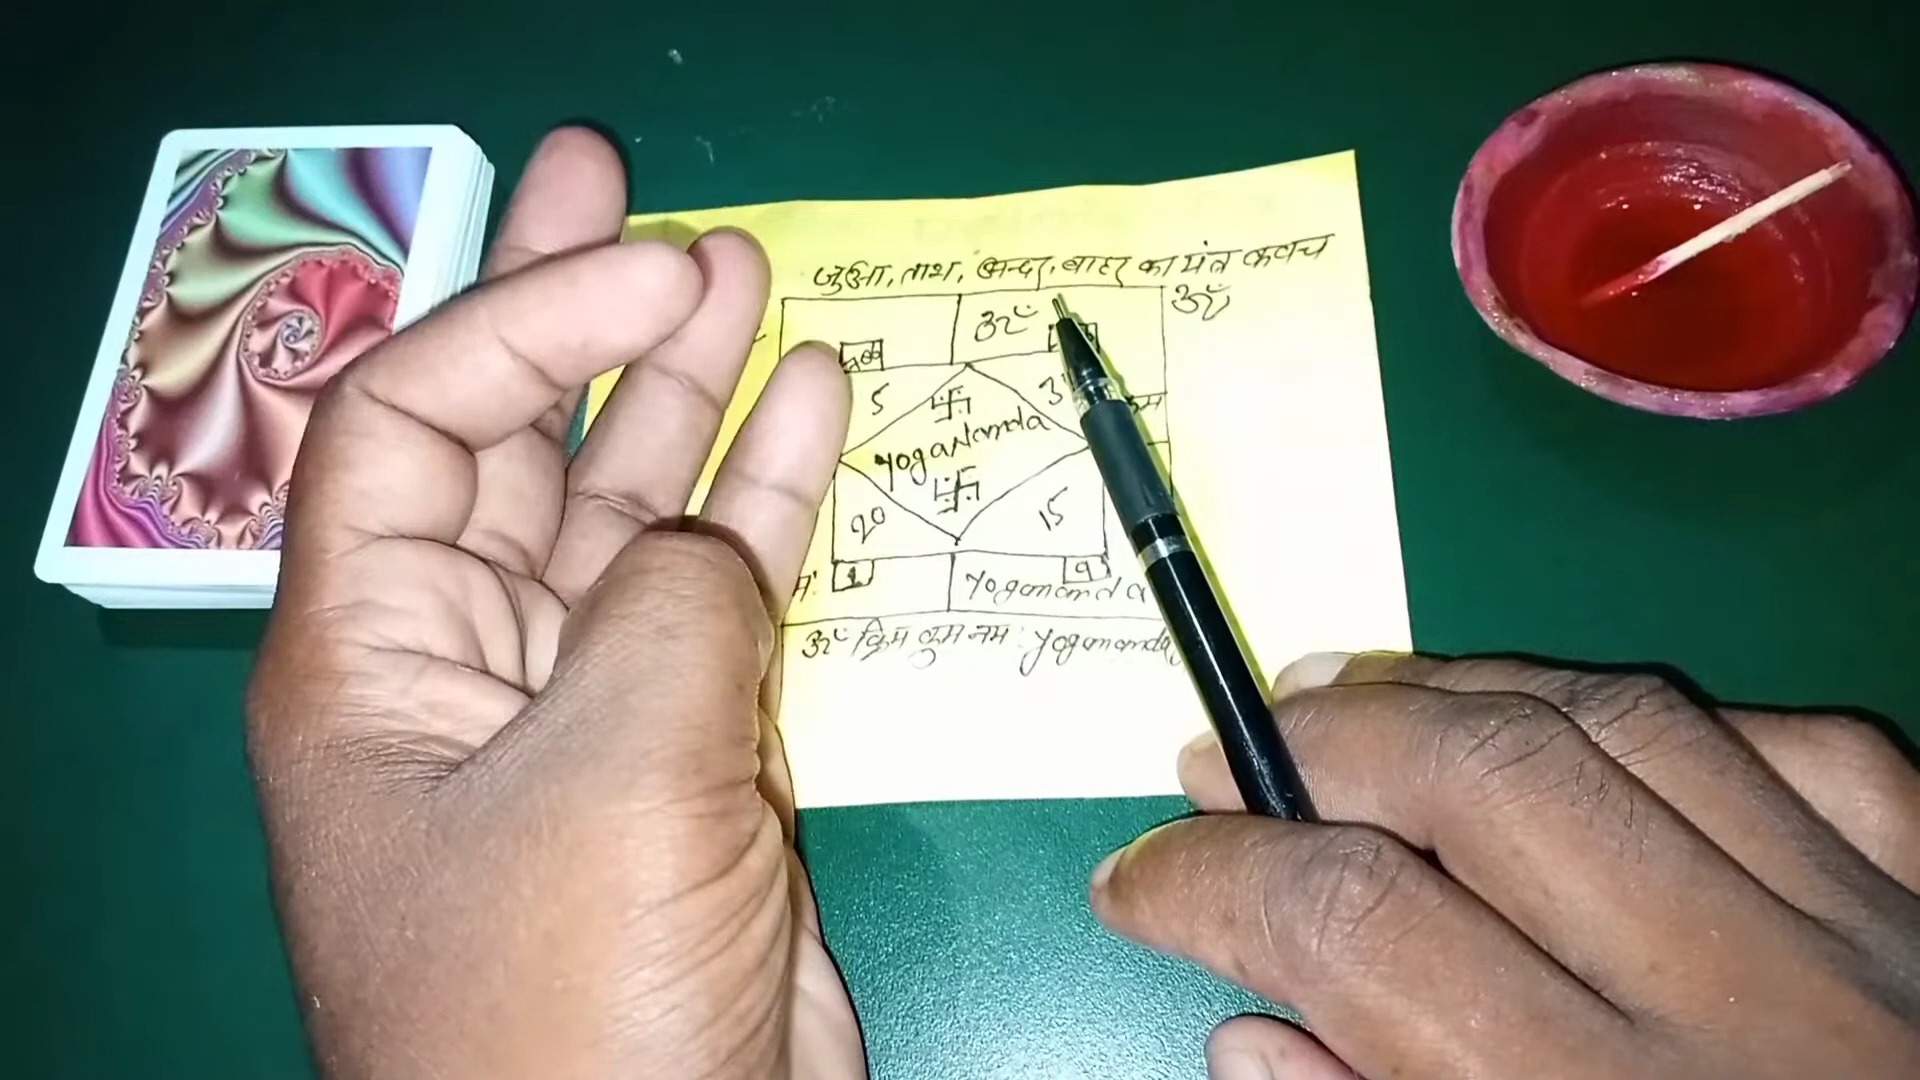 जुआ, ताश, अन्दर, बाहर का मंत्र कवच
ॐ ॐ
5 3
YogaNanda
20 15
1 9
Yogananda
ॐ क्रिम कुम नम: Yogananda